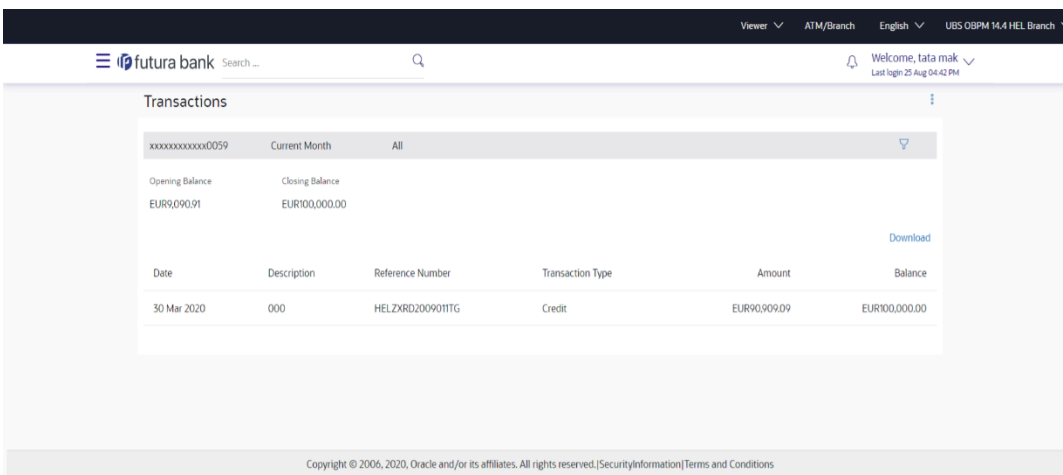 Viewer ATM/Branch English UBS OBPM 14.4 HEL Branch
futura bank Search ... Welcome, tata mak
Last login 25 Aug 04:42 PM
Transactions
xxxxxxxxxxxx0059 Current Month All
Opening Balance Closing Balance
EUR9,090.91 EUR100,000.00
Download
Date Description Reference Number Transaction Type Amount Balance
30 Mar 2020 000 HELZXRD2009011TG Credit EUR90,909.09 EUR100,000.00
Copyright © 2006, 2020, Oracle and/or its affiliates. All rights reserved.|SecurityInformation|Terms and Conditions